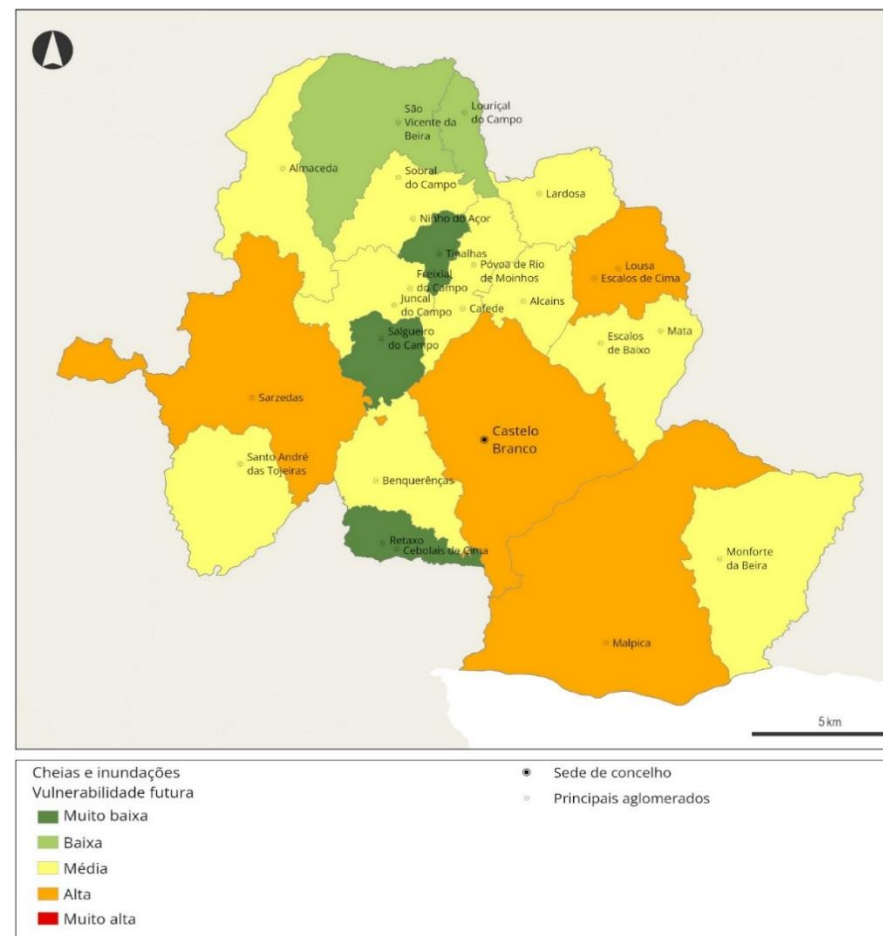 São
Vicente da
Beira
Louriçal
do Campo
Almaceda
Sobral
do Campo
Lardosa
Ninho do Açor
Tinalhas
Póvoa de Rio
de Moinhos
Lousa
Escalos de Cima
Freixial
do Campo
Juncal
do Campo
Cafede
Alcains
Salgueiro
do Campo
Escalos
de Baixo
Mata
Sarzedas
Castelo
Branco
Santo André
das Tojeiras
Benquerênças
Retaxo
Cebolais de Cima
Monforte
da Beira
Malpica
5 km
Cheias e inundações
Vulnerabilidade futura
Muito baixa
Baixa
Média
Alta
Muito alta
Sede de concelho
Principais aglomerados